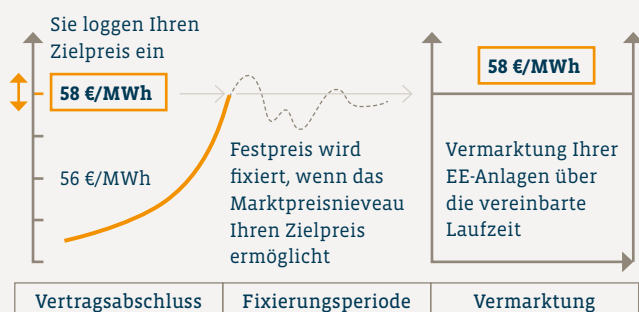 Sie loggen Ihren
Zielpreis ein
58 €/MWh
56 €/MWh
Festpreis wird
fixiert, wenn das
Marktpreisnieveau
Ihren Zielpreis
ermöglicht
58 €/MWh
Vermarktung Ihrer
EE-Anlagen über
die vereinbarte
Laufzeit
Vertragsabschluss
Fixierungsperiode
Vermarktung